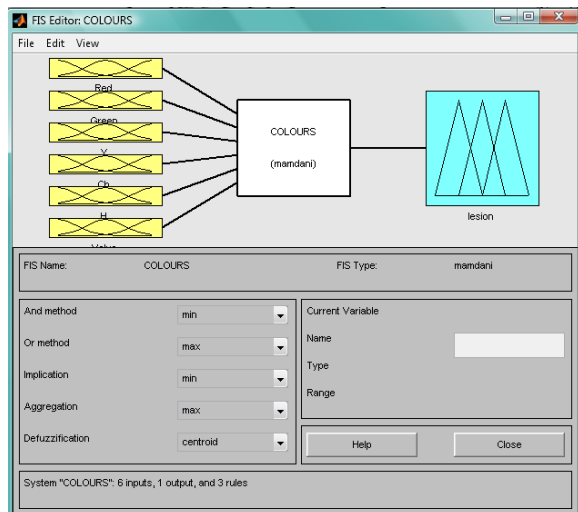 FIS Editor: COLOURS
File Edit View
Red
Green
Y
Cb
H
Value
COLOURS
(mamdani)
lesion
FIS Name: COLOURS FIS Type: mamdani
And method min
Or method max
Implication min
Aggregation max
Defuzzification centroid
Current Variable
Name
Type
Range
Help Close
System "COLOURS": 6 inputs, 1 output, and 3 rules